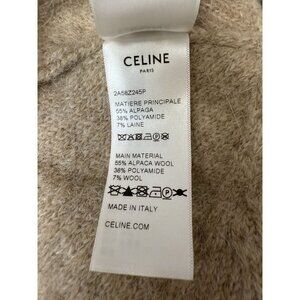 CELINE
PARIS
2A58Z245P
MATIERE PRINCIPALE
55% ALPAGA
38% POLYAMIDE
7% LAINE
MAIN MATERIAL
55% ALPACA WOOL
38% POLYAMIDE
7% WOOL
MADE IN ITALY
CELINE.COM